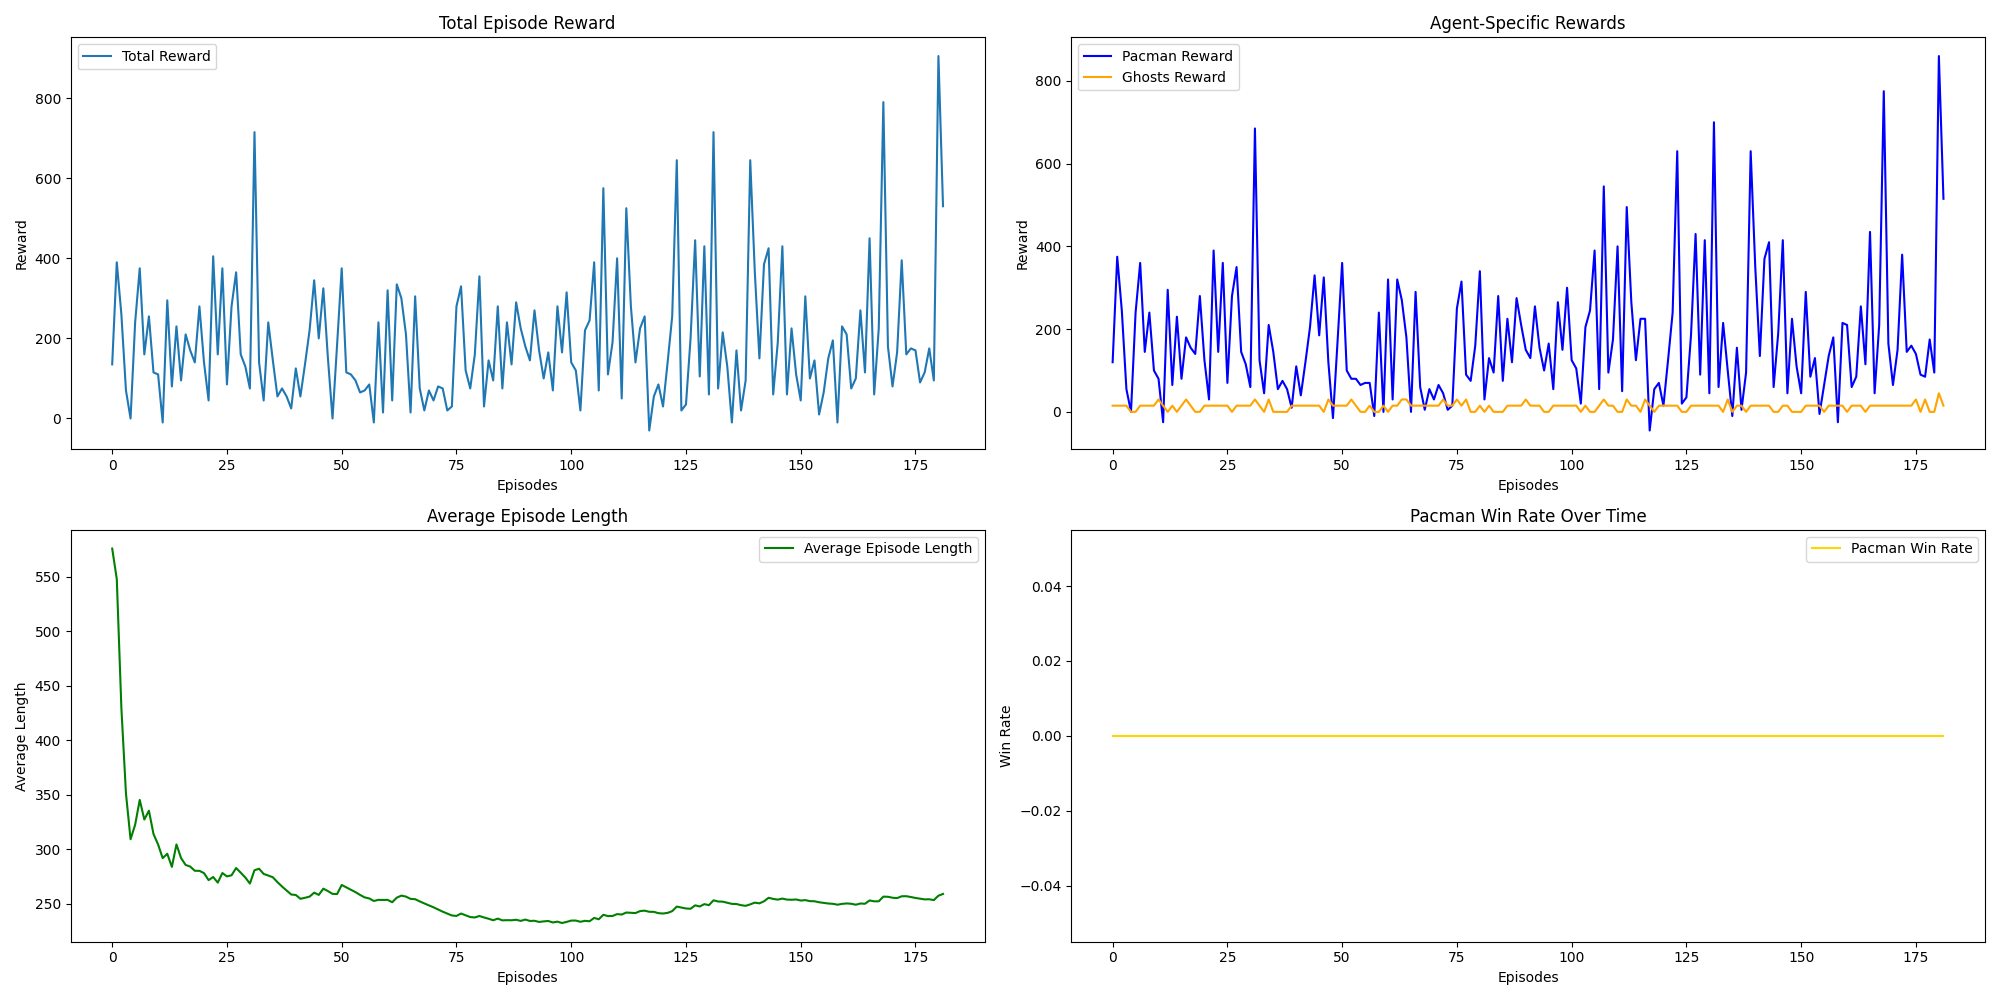 Total Episode Reward
Total Reward
800
600
400
200
0
Reward
0 25 50 75 100 125 150 175
Episodes
Agent-Specific Rewards
Pacman Reward
Ghosts Reward
800
600
400
200
0
Reward
0 25 50 75 100 125 150 175
Episodes
Average Episode Length
Average Episode Length
550
500
450
400
350
300
250
Average Length
0 25 50 75 100 125 150 175
Episodes
Pacman Win Rate Over Time
Pacman Win Rate
0.04
0.02
0.00
−0.02
−0.04
Win Rate
0 25 50 75 100 125 150 175
Episodes